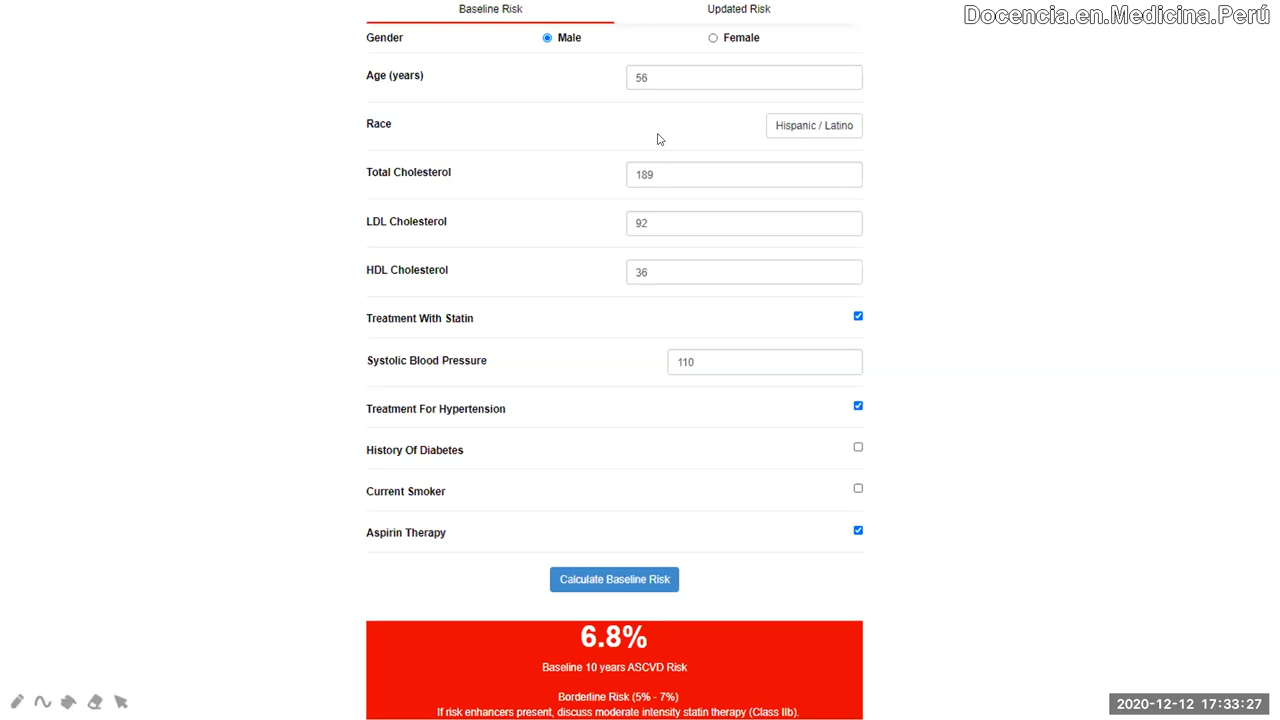 Baseline Risk Updated Risk
Docencia.en.Medicina.Perú
Gender Male Female
Age (years) 56
Race Hispanic / Latino
Total Cholesterol 189
LDL Cholesterol 92
HDL Cholesterol 36
Treatment With Statin
Systolic Blood Pressure 110
Treatment For Hypertension
History Of Diabetes
Current Smoker
Aspirin Therapy
Calculate Baseline Risk
6.8%
Baseline 10 years ASCVD Risk
Borderline Risk (5% - 7%)
If risk enhancers present, discuss moderate intensity statin therapy (Class IIb).
2020-12-12 17:33:27